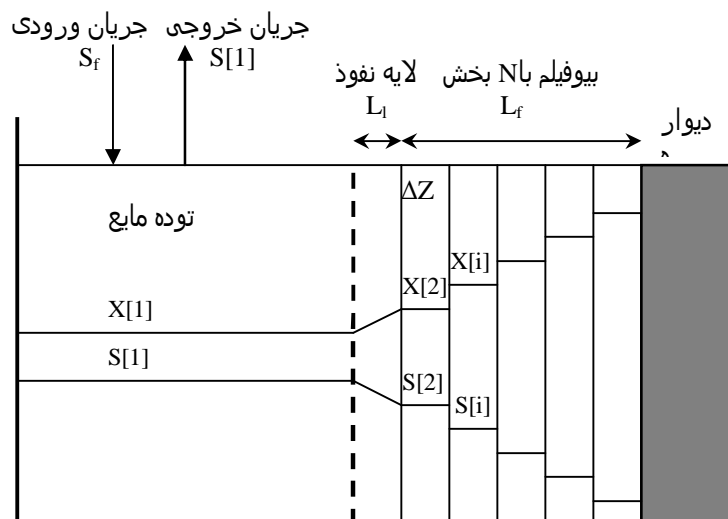 جریان ورودی
S_f
جریان خروجی
S[1]
لایه نفوذ
L_l
بیوفیلم باN بخش
L_f
دیوار
ه
توده مایع
ΔZ
X[1]
X[2]
X[i]
S[1]
S[2]
S[i]